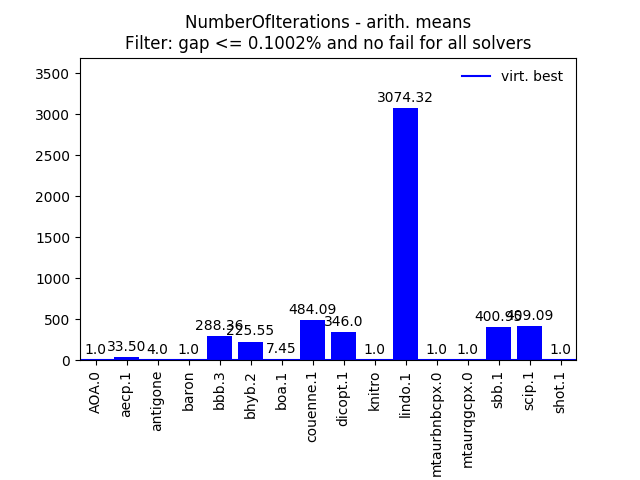 NumberOfIterations - arith. means
Filter: gap <= 0.1002% and no fail for all solvers
virt. best
3500
3000
2500
2000
1500
1000
500
0
1.0 33.50 4.0 1.0 288.36 225.55 7.45 484.09 346.0 1.0 3074.32 1.0 1.0 400.95 409.09 1.0
AOA.0
aecp.1
antigone
baron
bbb.3
bhyb.2
boa.1
couenne.1
dicopt.1
knitro
lindo.1
mtaurbnbcpx.0
mtaurqgcpx.0
sbb.1
scip.1
shot.1